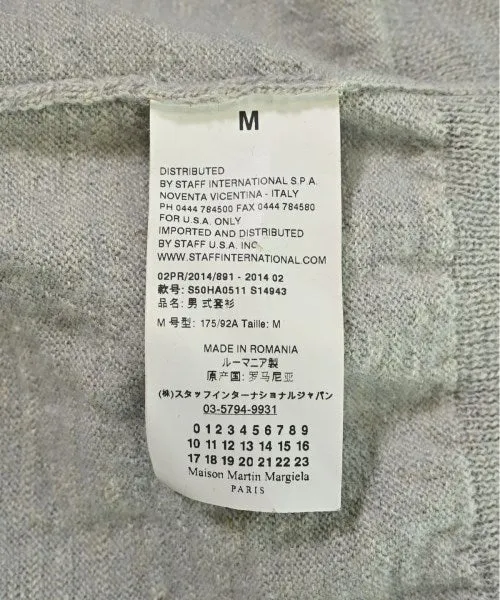 M
DISTRIBUTED
BY STAFF INTERNATIONAL S.P.A.
NOVENTA VICENTINA - ITALY
PH 0444 784500 FAX 0444 784580
FOR U.S.A. ONLY
IMPORTED AND DISTRIBUTED
BY STAFF U.S.A. INC
WWW.STAFFINTERNATIONAL.COM
02PR/2014/891 - 2014 02
款号: S50HA0511 S14943
品名: 男 式套衫
M 号型: 175/92A Taille: M
MADE IN ROMANIA
ルーマニア製
原产国: 罗马尼亚
(株)スタッフインターナショナルジャパン
03-5794-9931
0 1 2 3 4 5 6 7 8 9
10 11 12 13 14 15 16
17 18 19 20 21 22 23
Maison Martin Margiela
PARIS